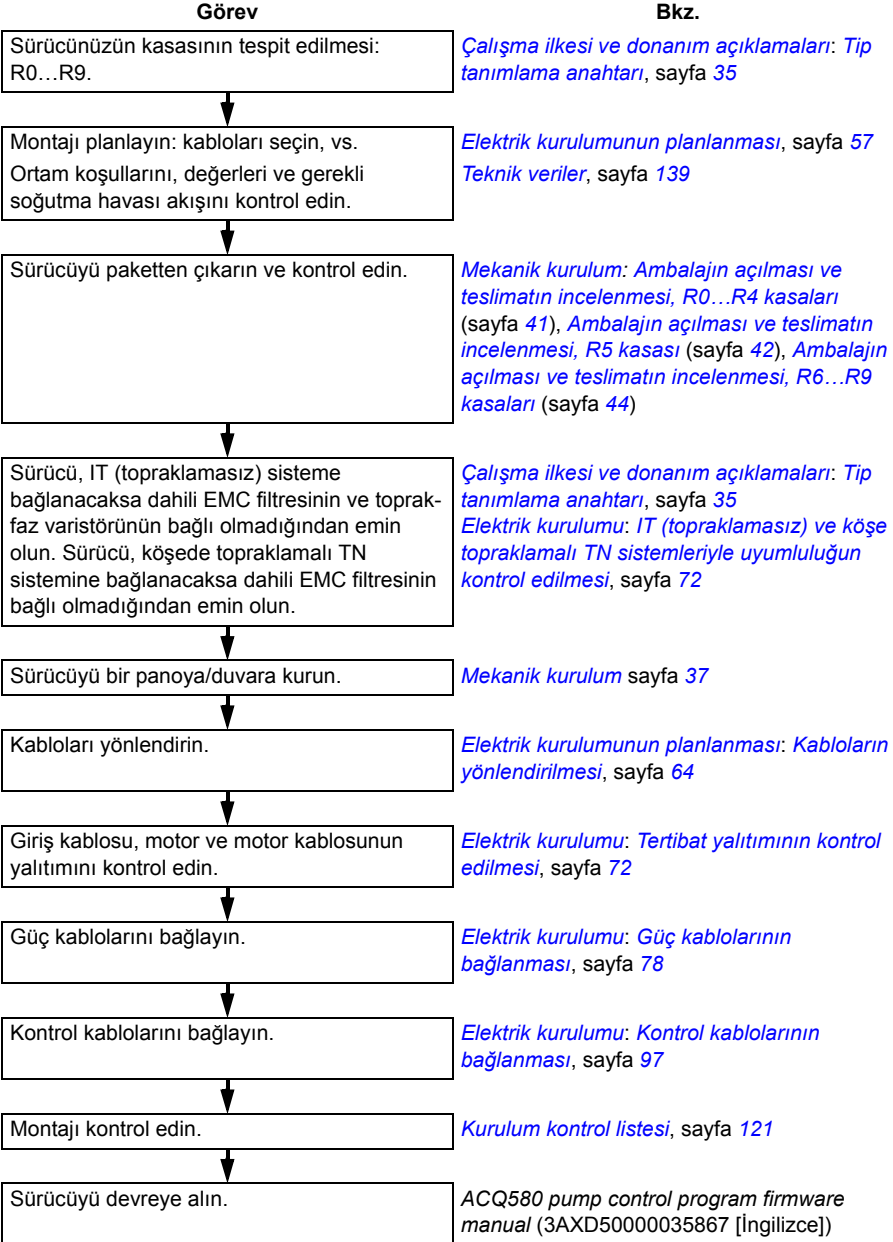 Görev
Bkz.
Sürücünüzün kasasının tespit edilmesi:
R0…R9.
Çalışma ilkesi ve donanım açıklamaları: Tip
tanımlama anahtarı, sayfa 35
Montajı planlayın: kabloları seçin, vs.
Ortam koşullarını, değerleri ve gerekli
soğutma havası akışını kontrol edin.
Elektrik kurulumunun planlanması, sayfa 57
Teknik veriler, sayfa 139
Sürücüyü paketten çıkarın ve kontrol edin.
Mekanik kurulum: Ambalajın açılması ve
teslimatın incelenmesi, R0…R4 kasaları
(sayfa 41), Ambalajın açılması ve teslimatın
incelenmesi, R5 kasası (sayfa 42), Ambalajın
açılması ve teslimatın incelenmesi, R6…R9
kasaları (sayfa 44)
Sürücü, IT (topraklamasız) sisteme
bağlanacaksa dahili EMC filtresinin ve toprak-
faz varistörünün bağlı olmadığından emin
olun. Sürücü, köşede topraklamalı TN
sistemine bağlanacaksa dahili EMC filtresinin
bağlı olmadığından emin olun.
Çalışma ilkesi ve donanım açıklamaları: Tip
tanımlama anahtarı, sayfa 35
Elektrik kurulumu: IT (topraklamasız) ve köşe
topraklamalı TN sistemleriyle uyumluluğun
kontrol edilmesi, sayfa 72
Sürücüyü bir panoya/duvara kurun.
Mekanik kurulum sayfa 37
Kabloları yönlendirin.
Elektrik kurulumunun planlanması: Kabloların
yönlendirilmesi, sayfa 64
Giriş kablosu, motor ve motor kablosunun
yalıtımını kontrol edin.
Elektrik kurulumu: Tertibat yalıtımının kontrol
edilmesi, sayfa 72
Güç kablolarını bağlayın.
Elektrik kurulumu: Güç kablolarının
bağlanması, sayfa 78
Kontrol kablolarını bağlayın.
Elektrik kurulumu: Kontrol kablolarının
bağlanması, sayfa 97
Montajı kontrol edin.
Kurulum kontrol listesi, sayfa 121
Sürücüyü devreye alın.
ACQ580 pump control program firmware
manual (3AXD50000035867 [İngilizce])